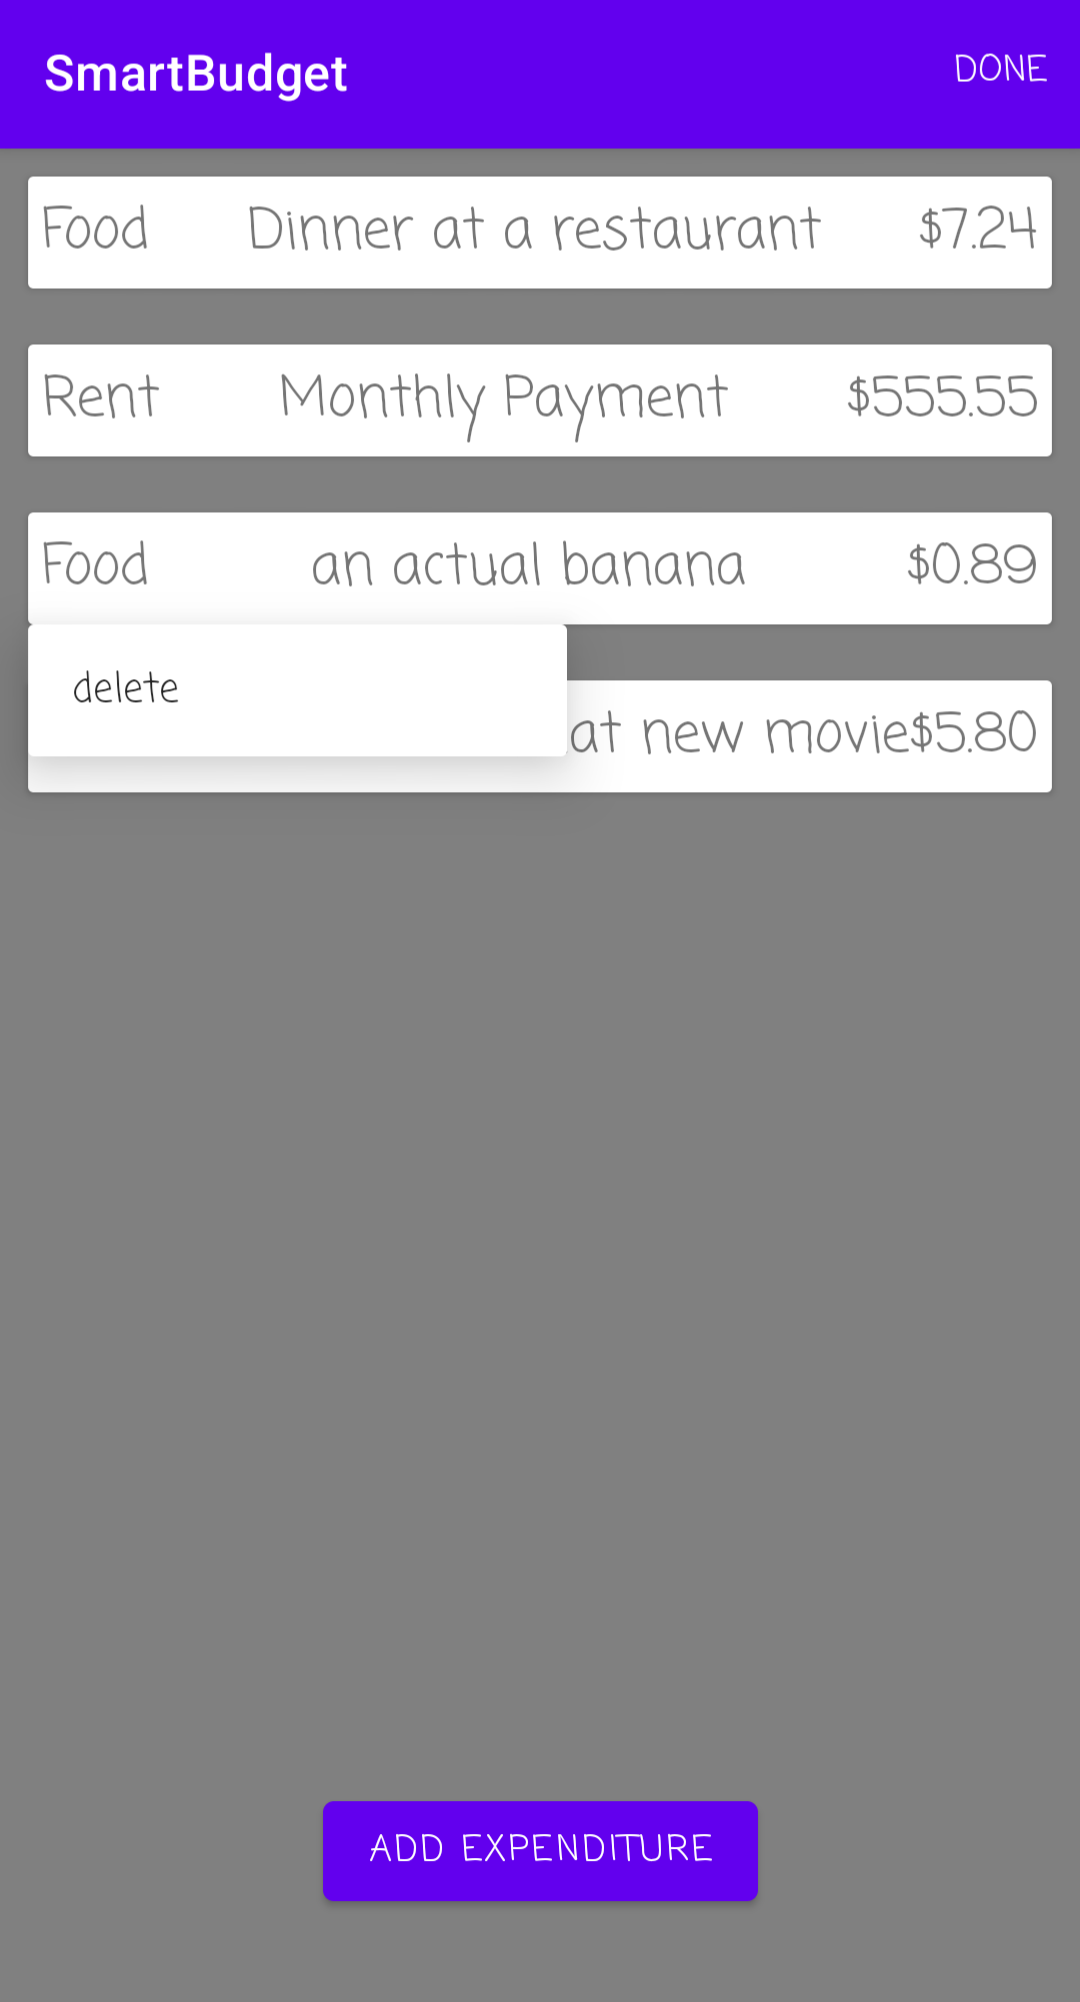 SmartBudget DONE
Food Dinner at a restaurant $7.24
Rent Monthly Payment $555.55
Food an actual banana $0.89
delete
at new movie $5.80
ADD EXPENDITURE